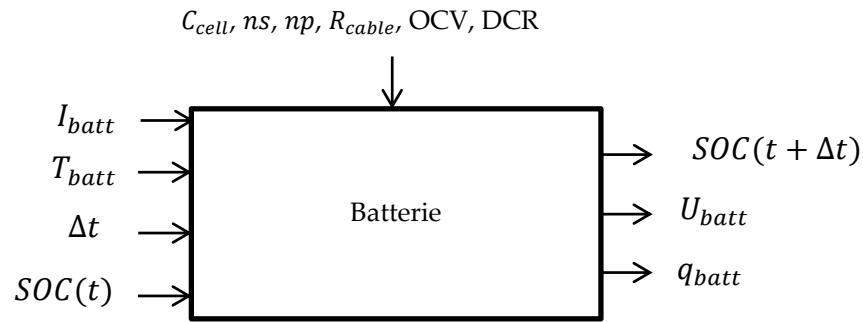 C_cell, ns, np, R_cable, OCV, DCR
I_batt
T_batt
Δt
SOC(t)
Batterie
SOC(t + Δt)
U_batt
q_batt